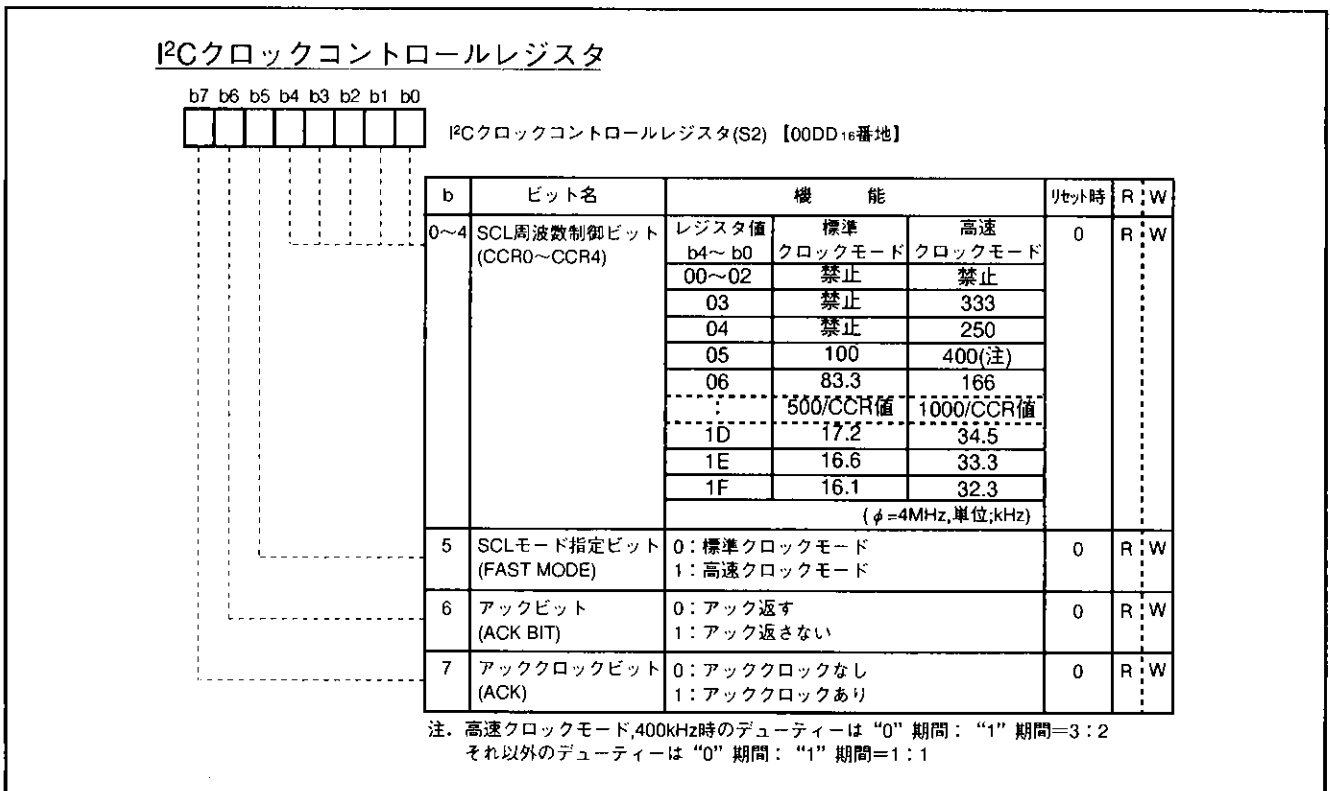 I²Cクロックコントロールレジスタ
b7 b6 b5 b4 b3 b2 b1 b0
I²Cクロックコントロールレジスタ(S2) 【00DD₁₆番地】
b ビット名 機 能 リセット時 R W
0～4 SCL周波数制御ビット レジスタ値 標準 高速 0 R W
(CCR0～CCR4) b4～ b0 クロックモード クロックモード
00～02 禁止 禁止
03 禁止 333
04 禁止 250
05 100 400(注)
06 83.3 166
: 500/CCR値 1000/CCR値
1D 17.2 34.5
1E 16.6 33.3
1F 16.1 32.3
(φ=4MHz,単位;kHz)
5 SCLモード指定ビット 0：標準クロックモード 0 R W
(FAST MODE) 1：高速クロックモード
6 アックビット 0：アック返す 0 R W
(ACK BIT) 1：アック返さない
7 アッククロックビット 0：アッククロックなし 0 R W
(ACK) 1：アッククロックあり
注．高速クロックモード,400kHz時のデューティーは “0” 期間： “1” 期間＝3：2
それ以外のデューティーは “0” 期間： “1” 期間＝1：1